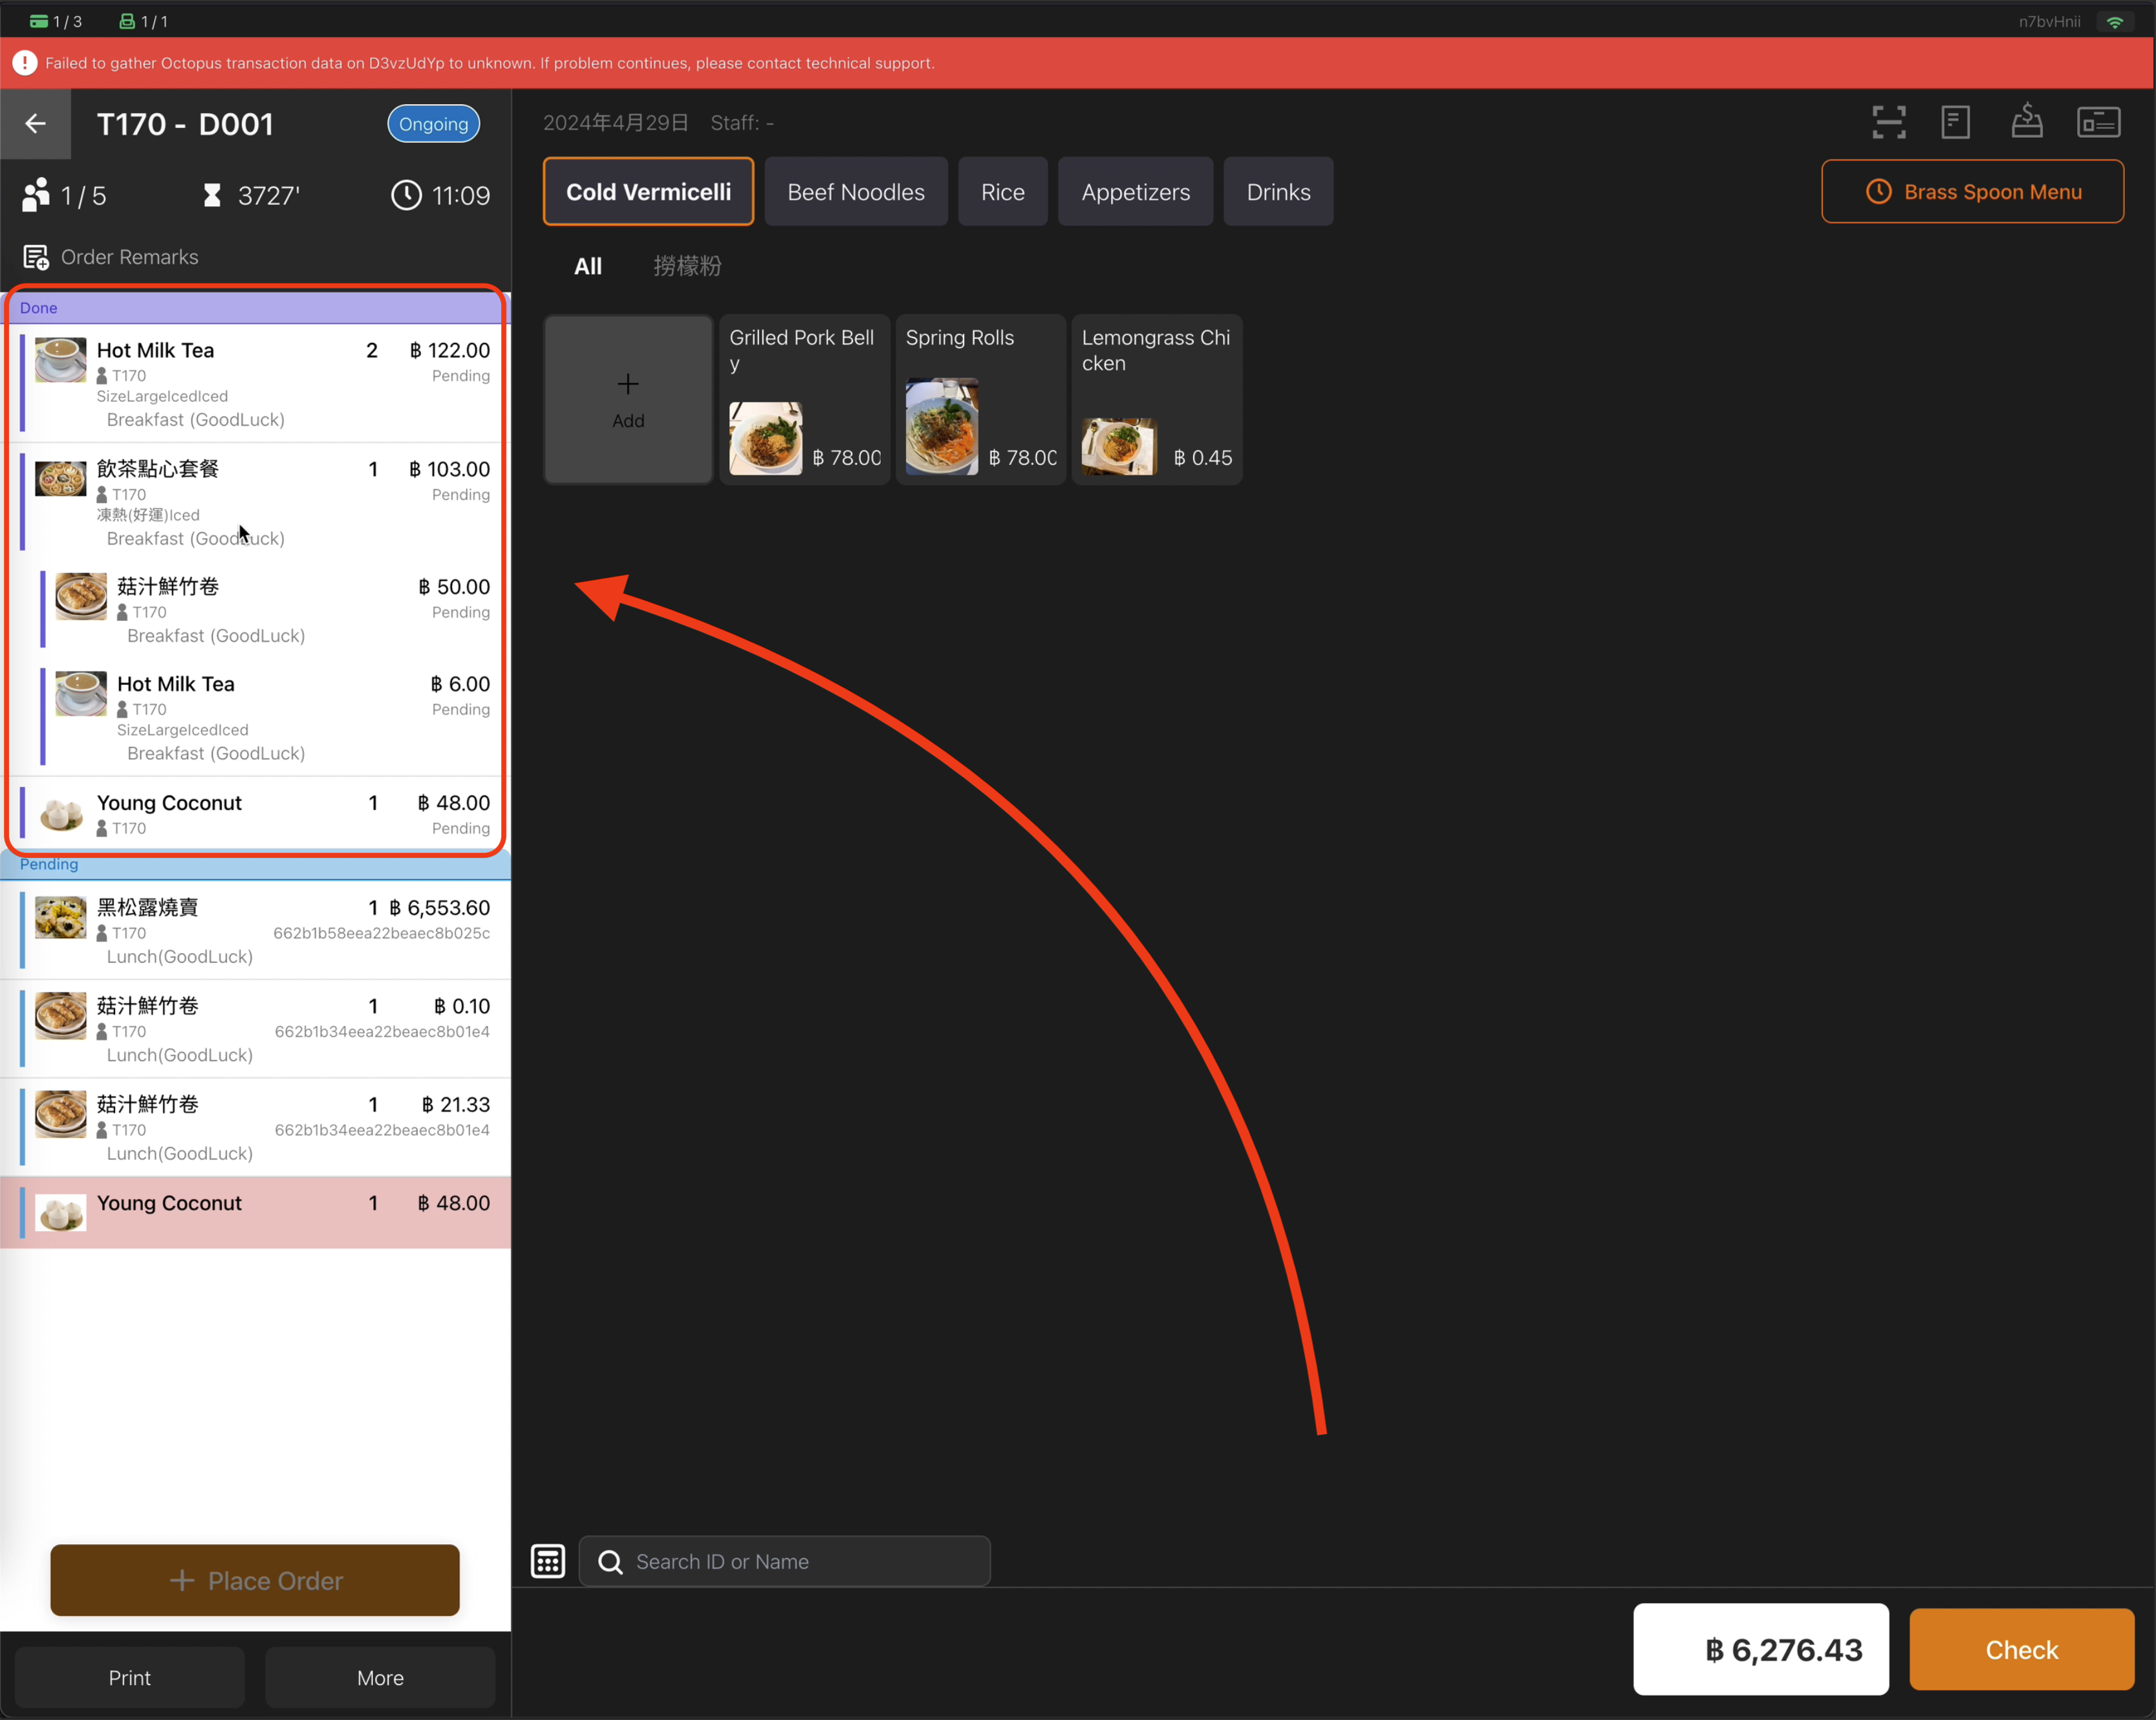 1 / 3
1 / 1
n7bvHnii
Failed to gather Octopus transaction data on D3vzUdYp to unknown. If problem continues, please contact technical support.
T170 - D001
Ongoing
1 / 5
3727'
11:09
Order Remarks
Done
Hot Milk Tea 2 ฿ 122.00
T170 Pending
SizeLargeIcedIced
Breakfast (GoodLuck)
飲茶點心套餐 1 ฿ 103.00
T170 Pending
凍熱(好運)Iced
Breakfast (GoodLuck)
菇汁鮮竹卷 ฿ 50.00
T170 Pending
Breakfast (GoodLuck)
Hot Milk Tea ฿ 6.00
T170 Pending
SizeLargeIcedIced
Breakfast (GoodLuck)
Young Coconut 1 ฿ 48.00
T170 Pending
Pending
黑松露燒賣 1 ฿ 6,553.60
T170 662b1b58eea22beaec8b025c
Lunch(GoodLuck)
菇汁鮮竹卷 1 ฿ 0.10
T170 662b1b34eea22beaec8b01e4
Lunch(GoodLuck)
菇汁鮮竹卷 1 ฿ 21.33
T170 662b1b34eea22beaec8b01e4
Lunch(GoodLuck)
Young Coconut 1 ฿ 48.00
+ Place Order
Print
More
2024年4月29日 Staff: -
Cold Vermicelli
Beef Noodles
Rice
Appetizers
Drinks
Brass Spoon Menu
All
撈檬粉
+
Add
Grilled Pork Bell
y
฿ 78.00
Spring Rolls
฿ 78.00
Lemongrass Chi
cken
฿ 0.45
Search ID or Name
฿ 6,276.43
Check